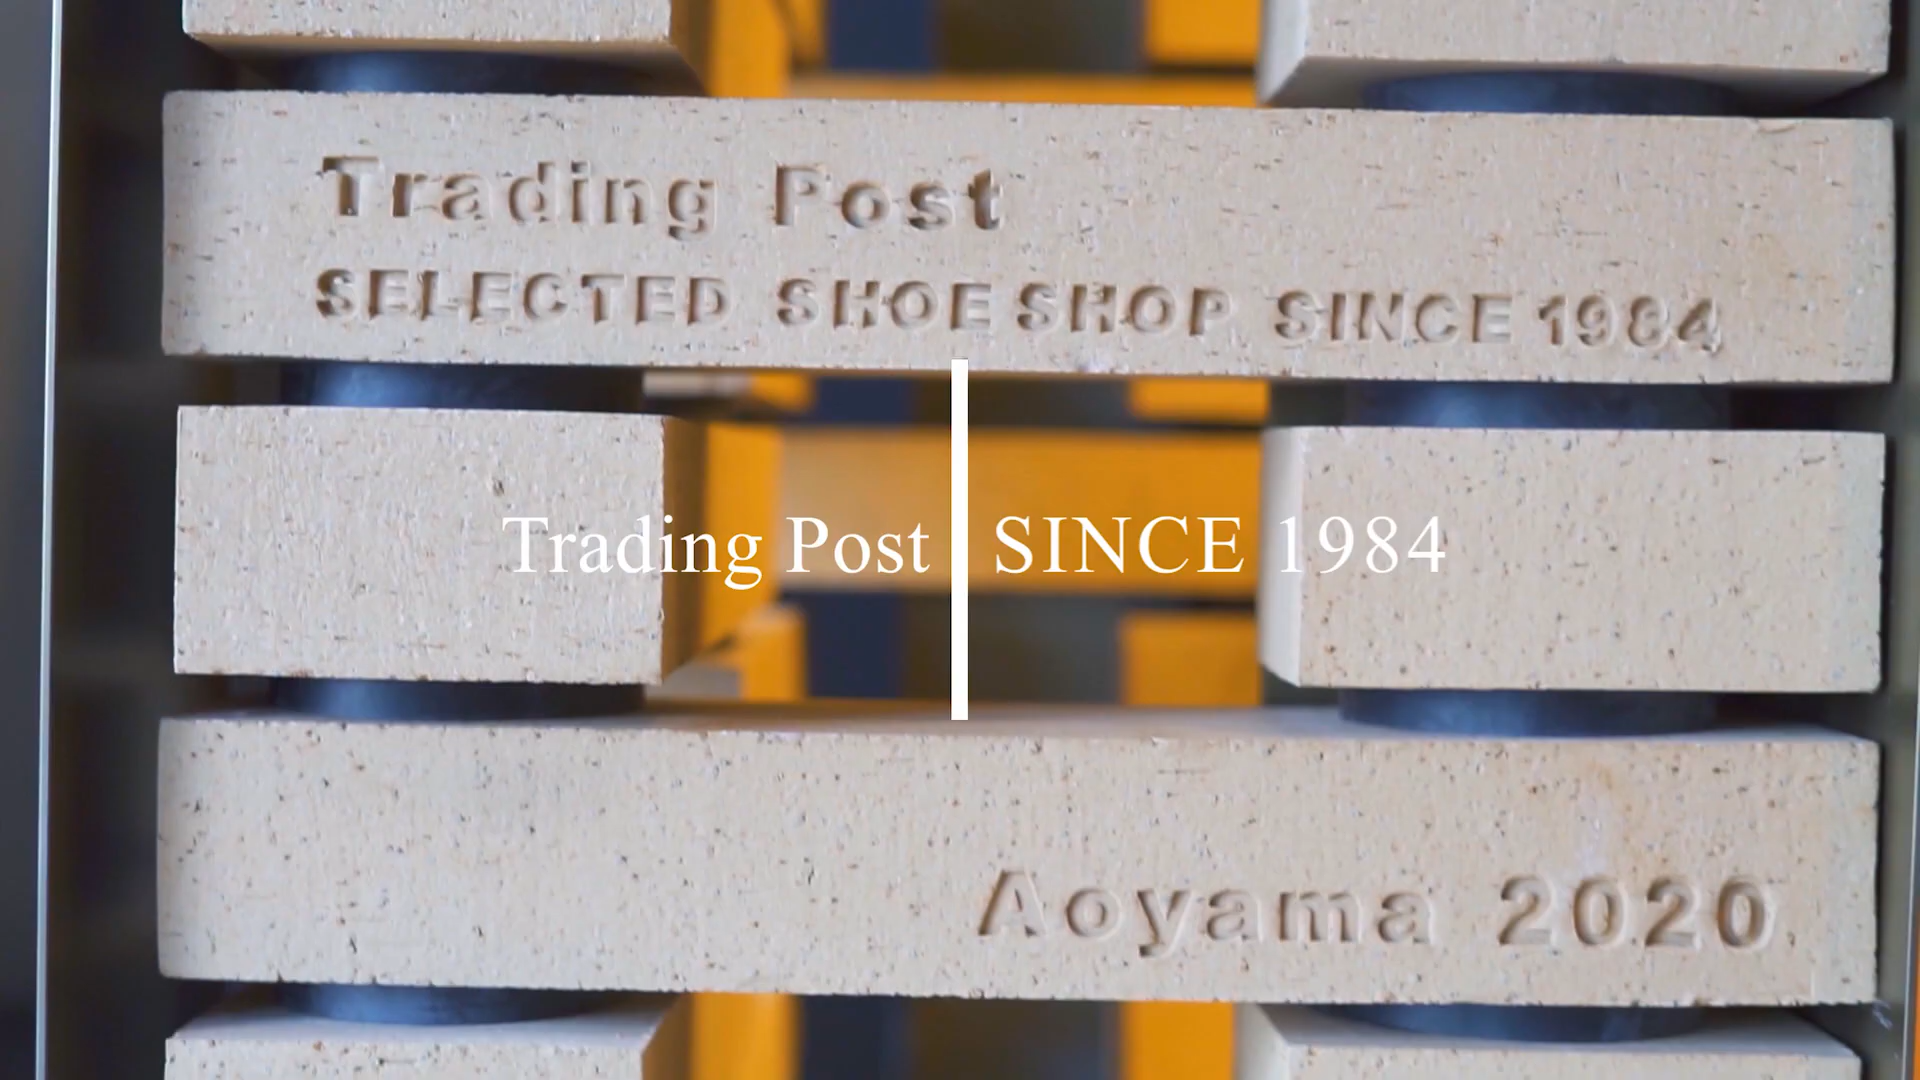 Trading Post
SELECTED SHOE SHOP SINCE 1984
Trading Post | SINCE 1984
Aoyama 2020